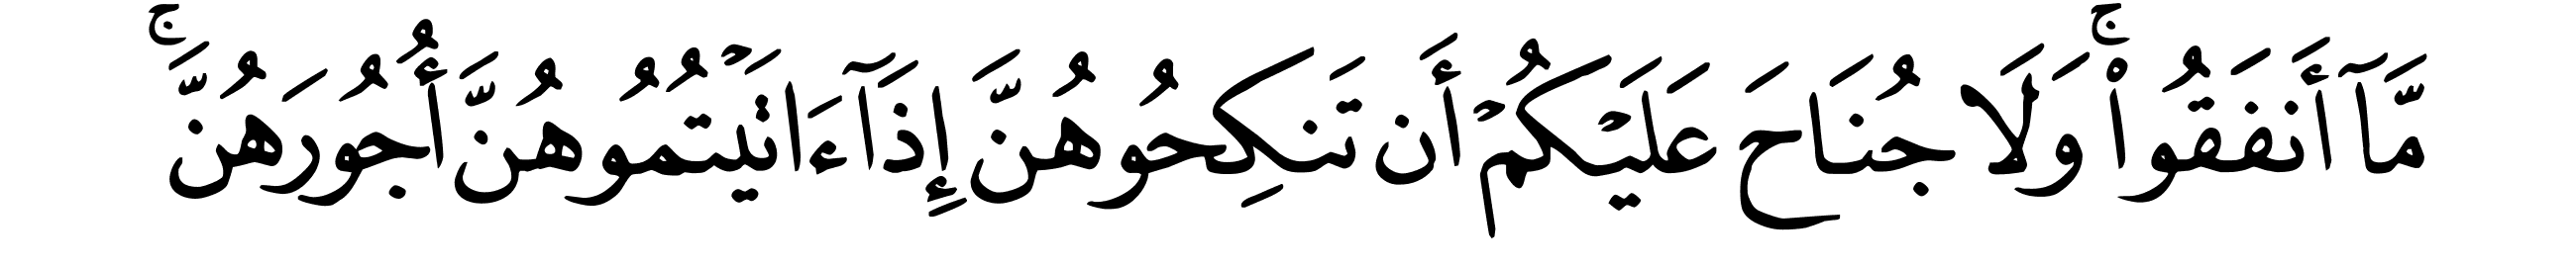 مَّآ أَنفَقُوا۟ ۚ وَلَا جُنَاحَ عَلَيْكُمْ أَن تَنكِحُوهُنَّ إِذَآ ءَاتَيْتُمُوهُنَّ أُجُورَهُنَّ ۚ